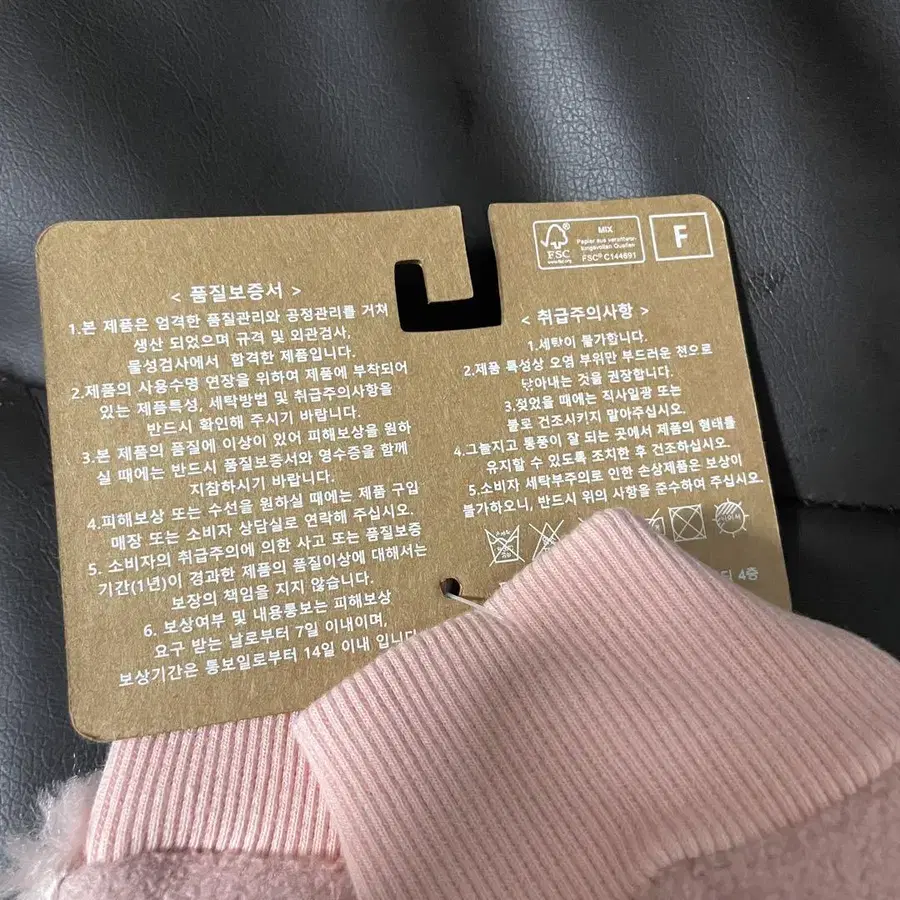 < 품질보증서 >
1.본 제품은 엄격한 품질관리와 공정관리를 거쳐
생산 되었으며 규격 및 외관검사,
물성검사에서 합격한 제품입니다.
2.제품의 사용수명 연장을 위하여 제품에 부착되어
있는 제품특성, 세탁방법 및 취급주의사항을
반드시 확인해 주시기 바랍니다.
3.본 제품의 품질에 이상이 있어 피해보상을 원하
실 때에는 반드시 품질보증서와 영수증을 함께
지참하시기 바랍니다.
4.피해보상 또는 수선을 원하실 때에는 제품 구입
매장 또는 소비자 상담실로 연락해 주십시오.
5. 소비자의 취급주의에 의한 사고 또는 품질보증
기간(1년)이 경과한 제품의 품질이상에 대해서는
보장의 책임을 지지 않습니다.
6. 보상여부 및 내용통보는 피해보상
요구 받는 날로부터 7일 이내이며,
보상기간은 통보일로부터 14일 이내 입니다
FSC
www.fsc.org
MIX
Papier aus verantwor-
tungsvollen Quellen
FSC® C144691
F
< 취급주의사항 >
1.세탁이 불가합니다.
2.제품 특성상 오염 부위만 부드러운 천으로
닦아내는 것을 권장합니다.
3.젖었을 때에는 직사일광 또는
불로 건조시키지 말아주십시오.
4.그늘지고 통풍이 잘 되는 곳에서 제품의 형태를
유지할 수 있도록 조치한 후 건조하십시오.
5.소비자 세탁부주의로 인한 손상제품은 보상이
불가하오니, 반드시 위의 사항을 준수하여 주십시오.
4층